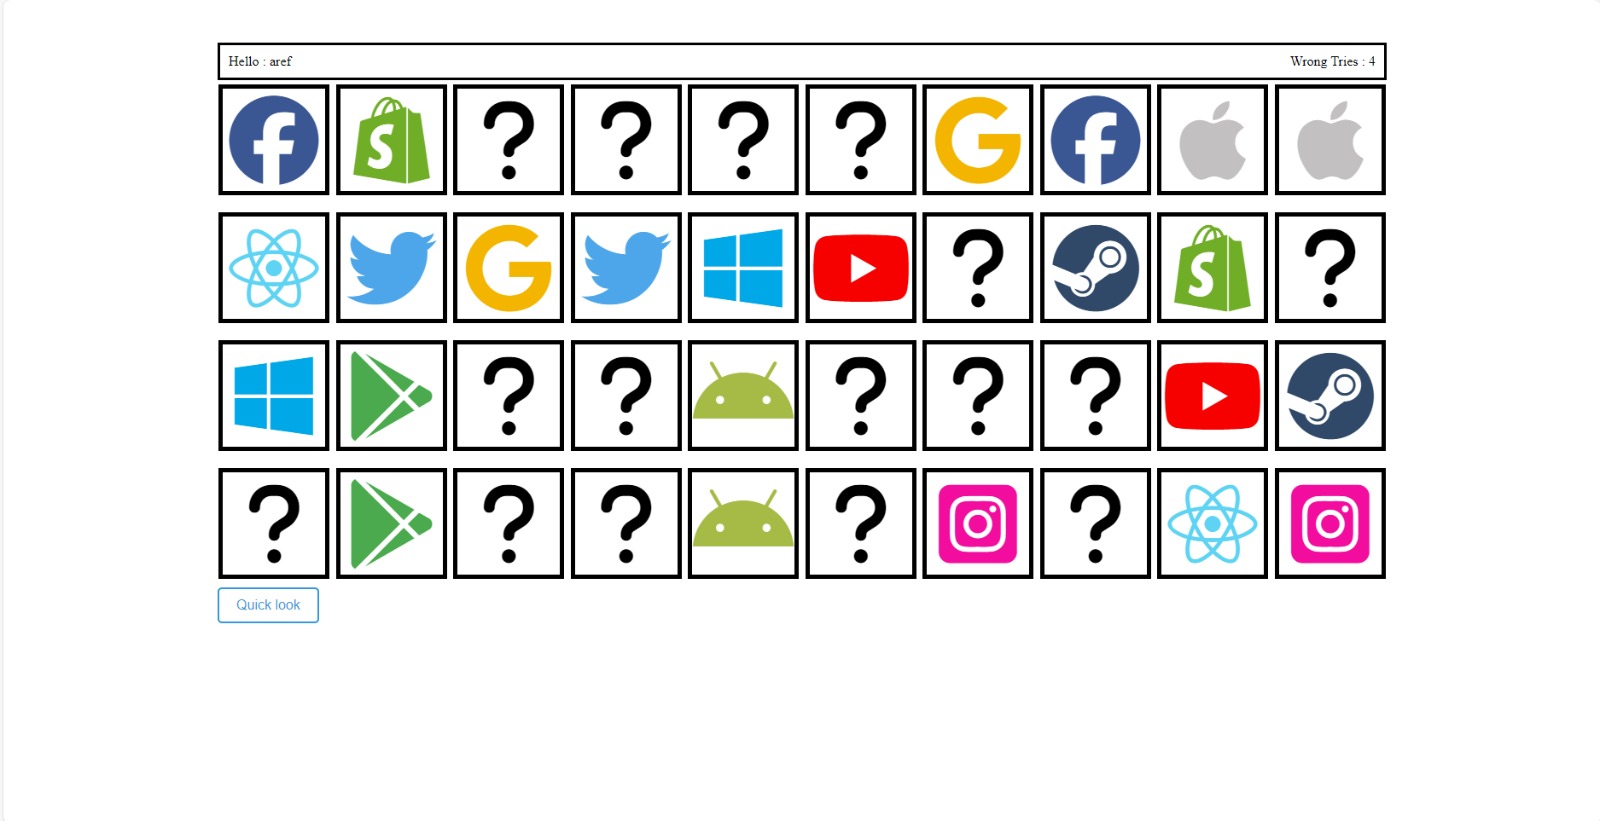 Hello : aref
Wrong Tries : 4
f S ? ? ? ? G f
G ? S ?
? ? ? ? ?
? ? ? ? ?
Quick look